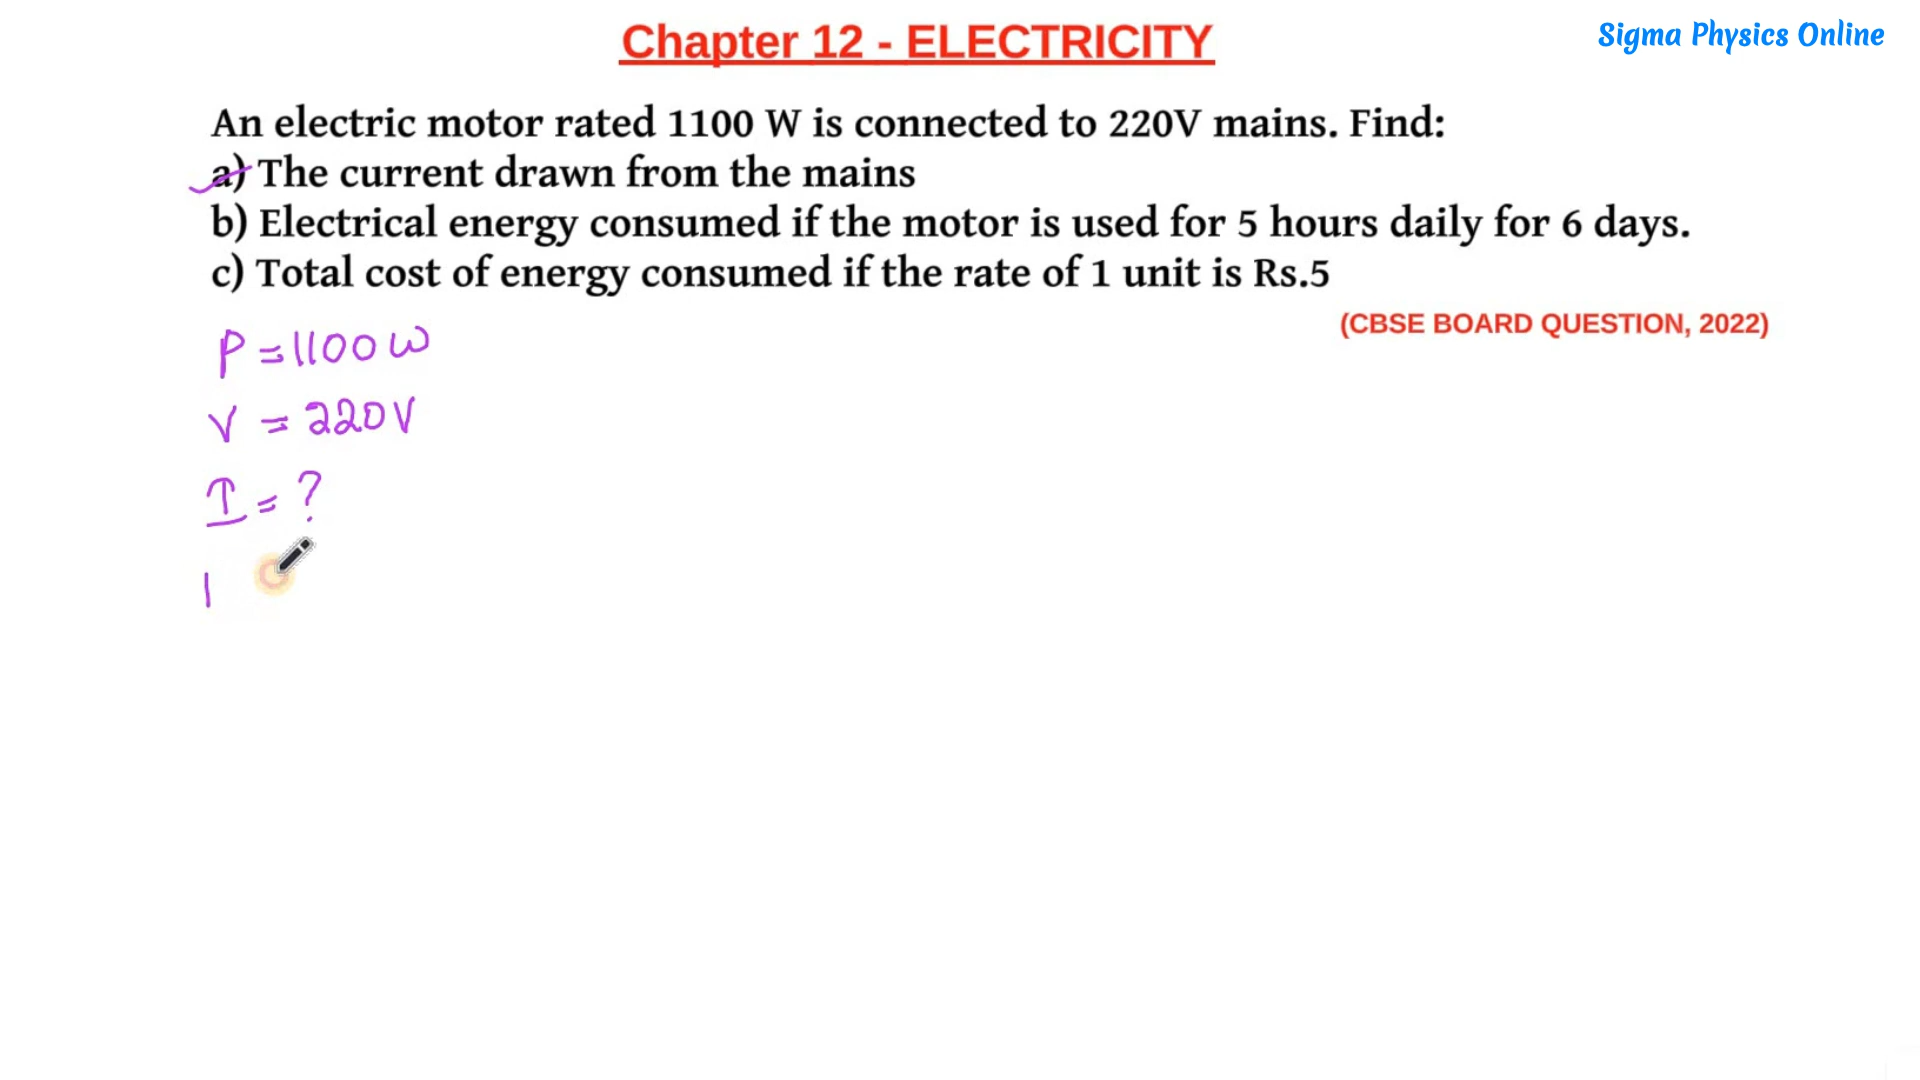 Chapter 12 - ELECTRICITY
Sigma Physics Online
An electric motor rated 1100 W is connected to 220V mains. Find:
a) The current drawn from the mains
b) Electrical energy consumed if the motor is used for 5 hours daily for 6 days.
c) Total cost of energy consumed if the rate of 1 unit is Rs.5
(CBSE BOARD QUESTION, 2022)
P = 1100 W
V = 220 V
I = ?